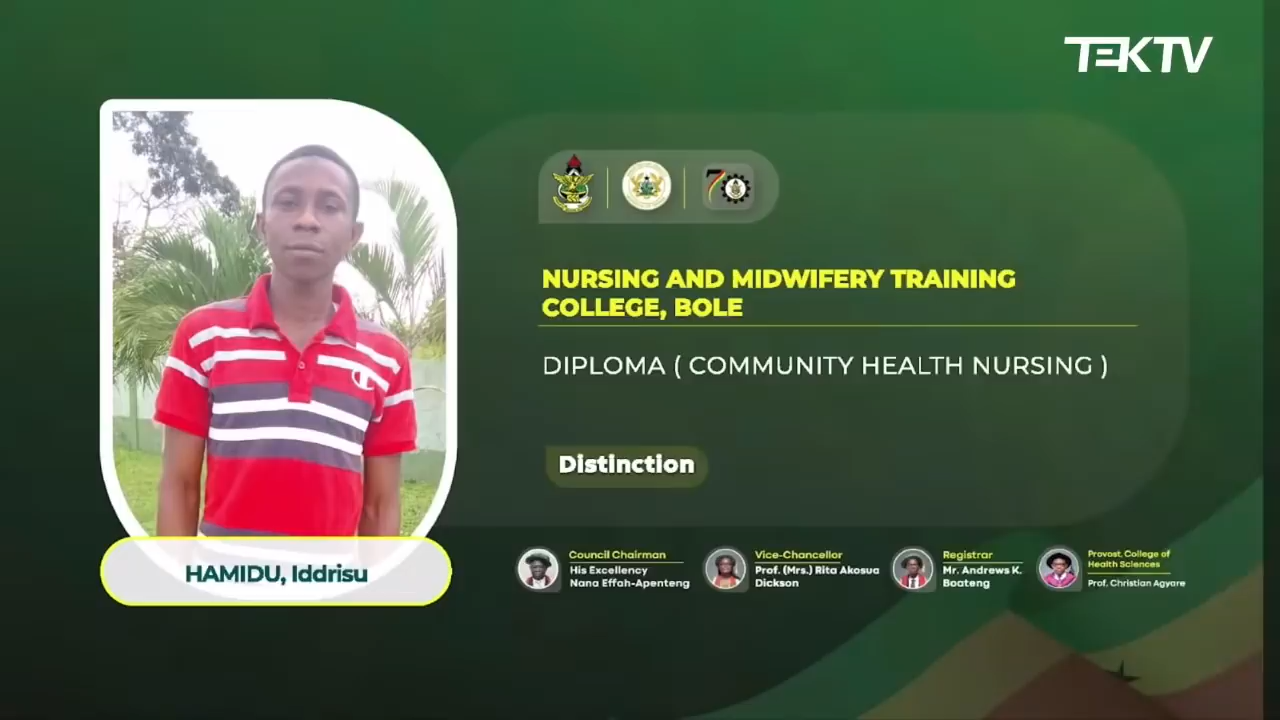 TEKTV
NURSING AND MIDWIFERY TRAINING
COLLEGE, BOLE
DIPLOMA ( COMMUNITY HEALTH NURSING )
Distinction
HAMIDU, Iddrisu
Council Chairman
His Excellency
Nana Effah-Apenteng
Vice-Chancellor
Prof. (Mrs.) Rita Akosua
Dickson
Registrar
Mr. Andrews K.
Boateng
Provost, College of
Health Sciences
Prof. Christian Agyare